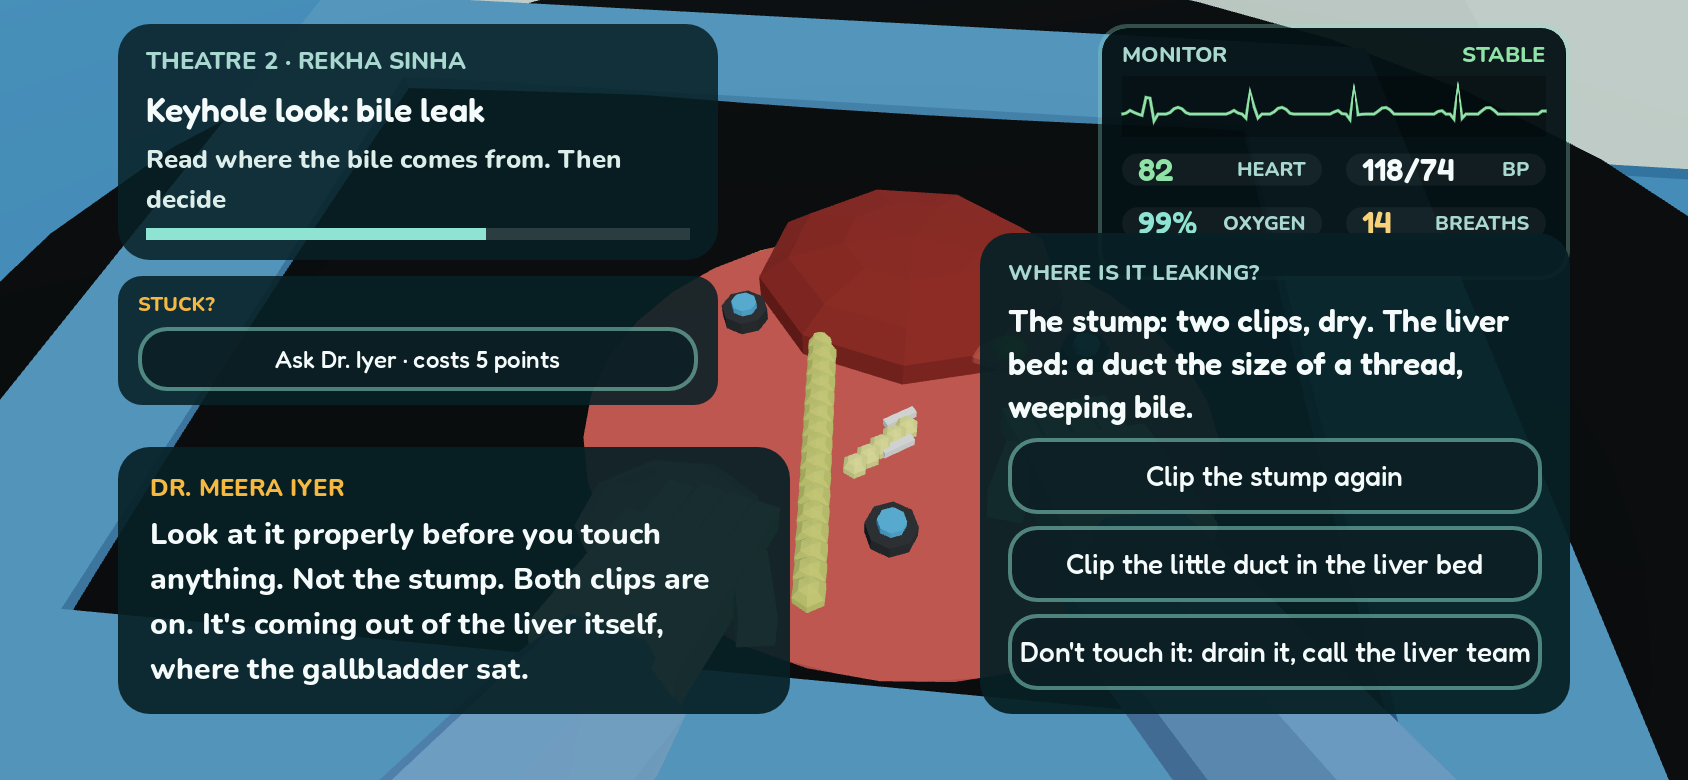 THEATRE 2 · REKHA SINHA
Keyhole look: bile leak
Read where the bile comes from. Then
decide
STUCK?
Ask Dr. Iyer · costs 5 points
DR. MEERA IYER
Look at it properly before you touch
anything. Not the stump. Both clips are
on. It's coming out of the liver itself,
where the gallbladder sat.
MONITOR
STABLE
82 HEART
118/74 BP
99% OXYGEN
14 BREATHS
WHERE IS IT LEAKING?
The stump: two clips, dry. The liver
bed: a duct the size of a thread,
weeping bile.
Clip the stump again
Clip the little duct in the liver bed
Don't touch it: drain it, call the liver team